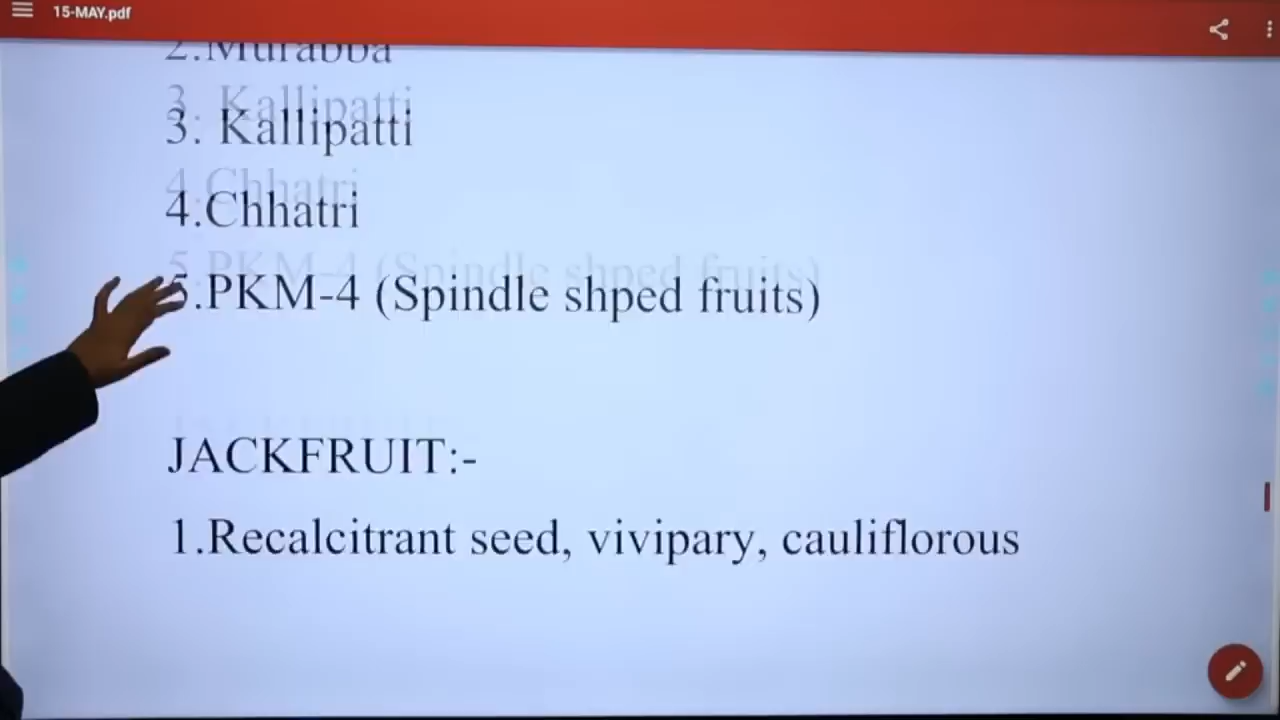 15-MAY.pdf
2.Murabba
3. Kallipatti
4.Chhatri
5.PKM-4 (Spindle shped fruits)
JACKFRUIT:-
1.Recalcitrant seed, vivipary, cauliflorous